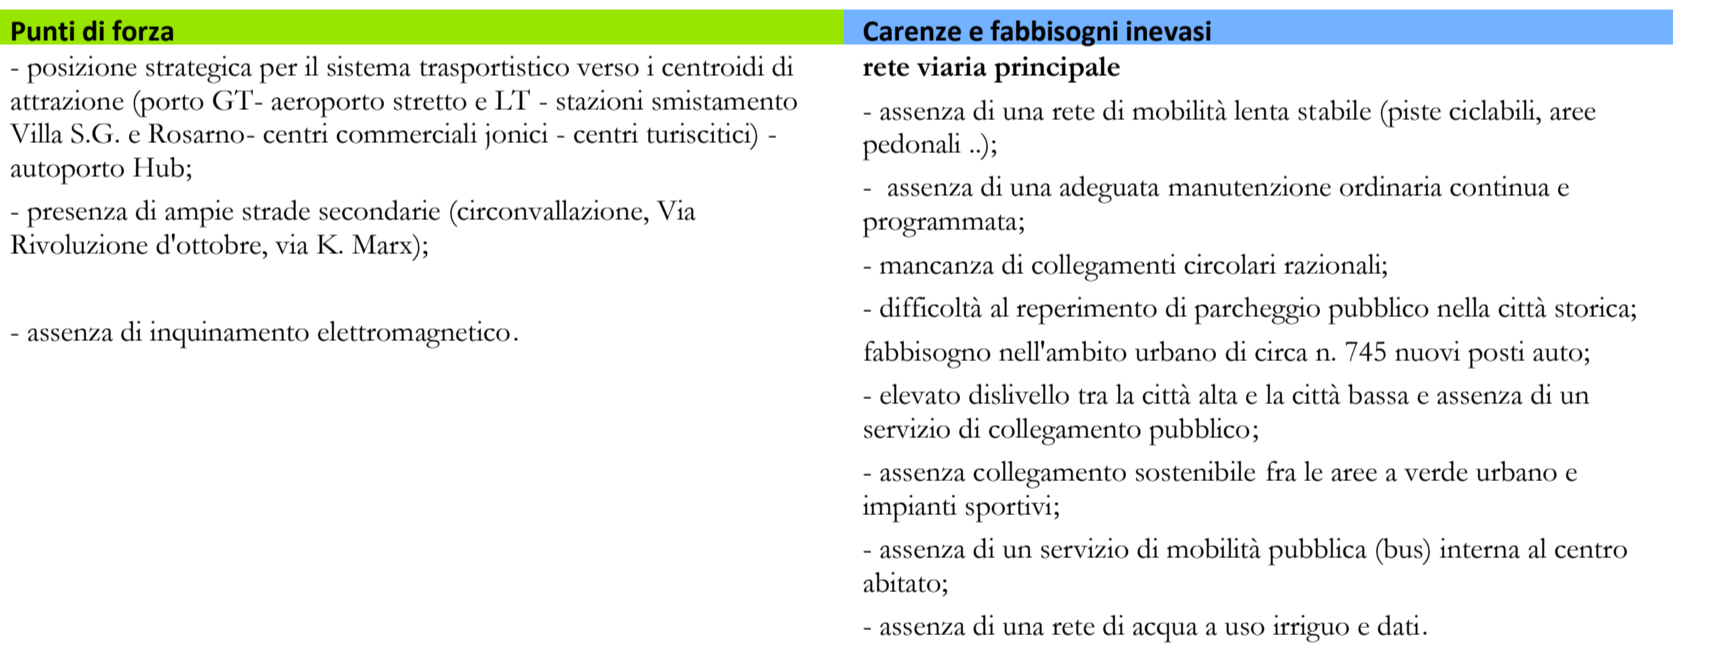 Punti di forza
- posizione strategica per il sistema trasportistico verso i centroidi di
attrazione (porto GT- aeroporto stretto e LT - stazioni smistamento
Villa S.G. e Rosarno- centri commerciali jonici - centri turiscitici) -
autoporto Hub;
- presenza di ampie strade secondarie (circonvallazione, Via
Rivoluzione d'ottobre, via K. Marx);
- assenza di inquinamento elettromagnetico.
Carenze e fabbisogni inevasi
rete viaria principale
- assenza di una rete di mobilità lenta stabile (piste ciclabili, aree
pedonali ..);
- assenza di una adeguata manutenzione ordinaria continua e
programmata;
- mancanza di collegamenti circolari razionali;
- difficoltà al reperimento di parcheggio pubblico nella città storica;
fabbisogno nell'ambito urbano di circa n. 745 nuovi posti auto;
- elevato dislivello tra la città alta e la città bassa e assenza di un
servizio di collegamento pubblico;
- assenza collegamento sostenibile fra le aree a verde urbano e
impianti sportivi;
- assenza di un servizio di mobilità pubblica (bus) interna al centro
abitato;
- assenza di una rete di acqua a uso irriguo e dati.